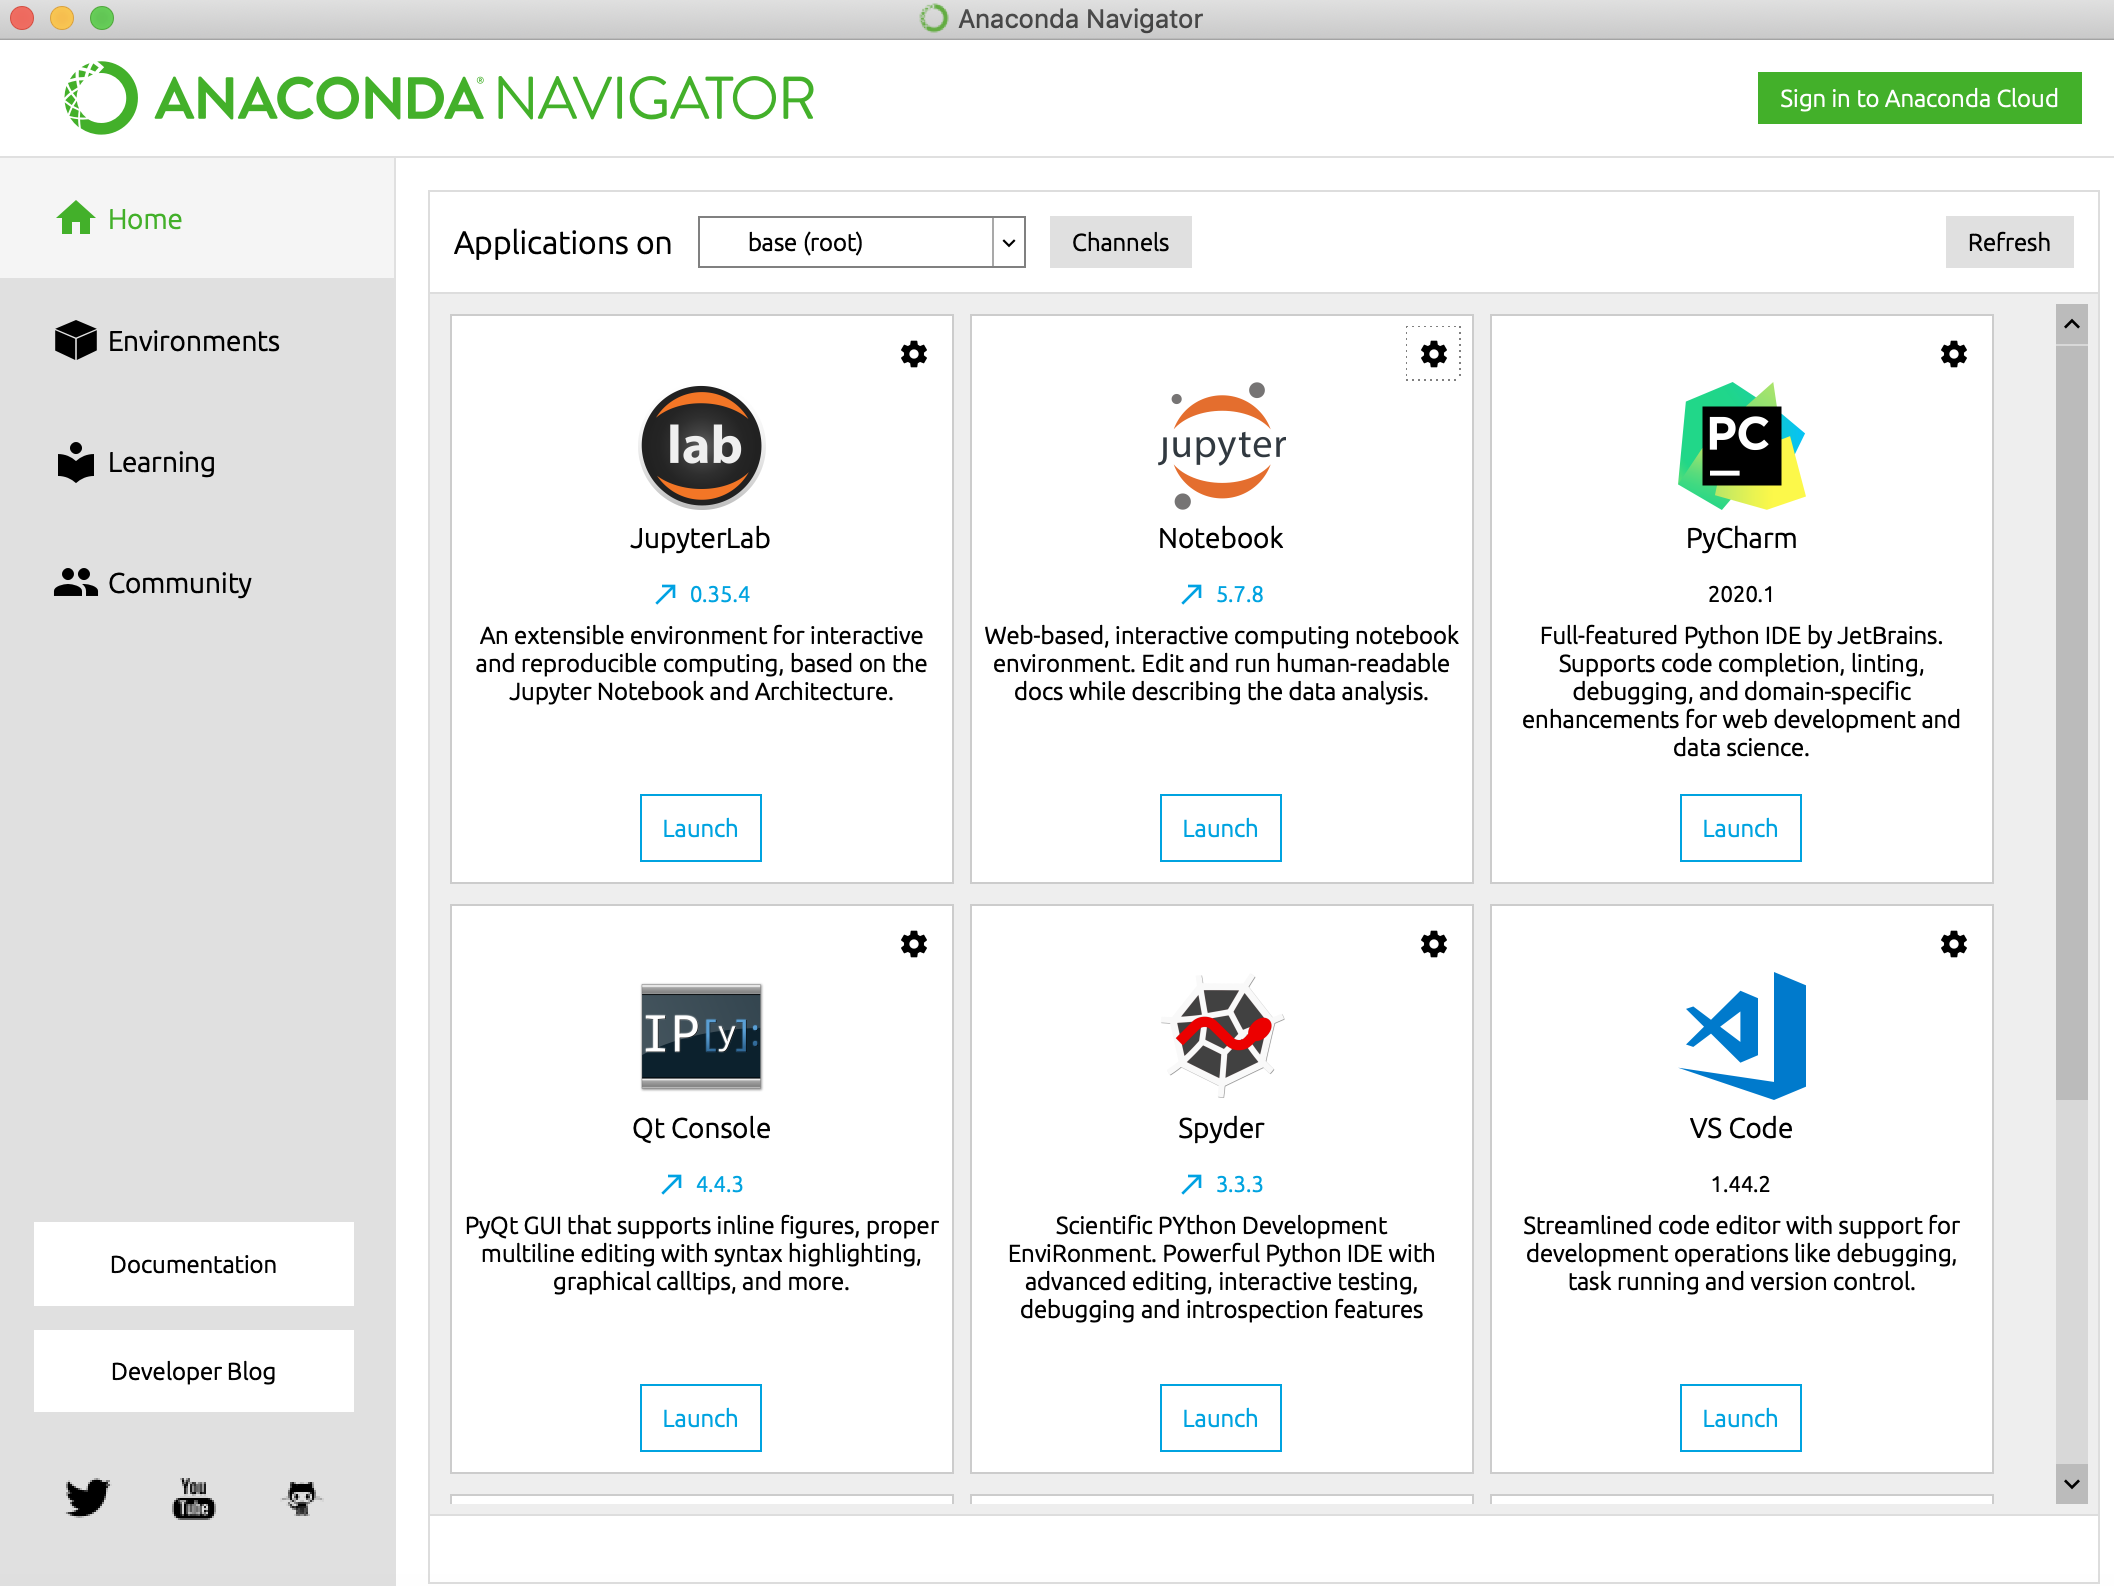 Anaconda Navigator
ANACONDA® NAVIGATOR
Sign in to Anaconda Cloud
Home
Environments
Learning
Community
Documentation
Developer Blog
You
Tube
Applications on
base (root)
Channels
Refresh
lab
JupyterLab
0.35.4
An extensible environment for interactive
and reproducible computing, based on the
Jupyter Notebook and Architecture.
Launch
jupyter
Notebook
5.7.8
Web-based, interactive computing notebook
environment. Edit and run human-readable
docs while describing the data analysis.
Launch
PC
PyCharm
2020.1
Full-featured Python IDE by JetBrains.
Supports code completion, linting,
debugging, and domain-specific
enhancements for web development and
data science.
Launch
IP[y]:
Qt Console
4.4.3
PyQt GUI that supports inline figures, proper
multiline editing with syntax highlighting,
graphical calltips, and more.
Launch
Spyder
3.3.3
Scientific PYthon Development
EnviRonment. Powerful Python IDE with
advanced editing, interactive testing,
debugging and introspection features
Launch
VS Code
1.44.2
Streamlined code editor with support for
development operations like debugging,
task running and version control.
Launch